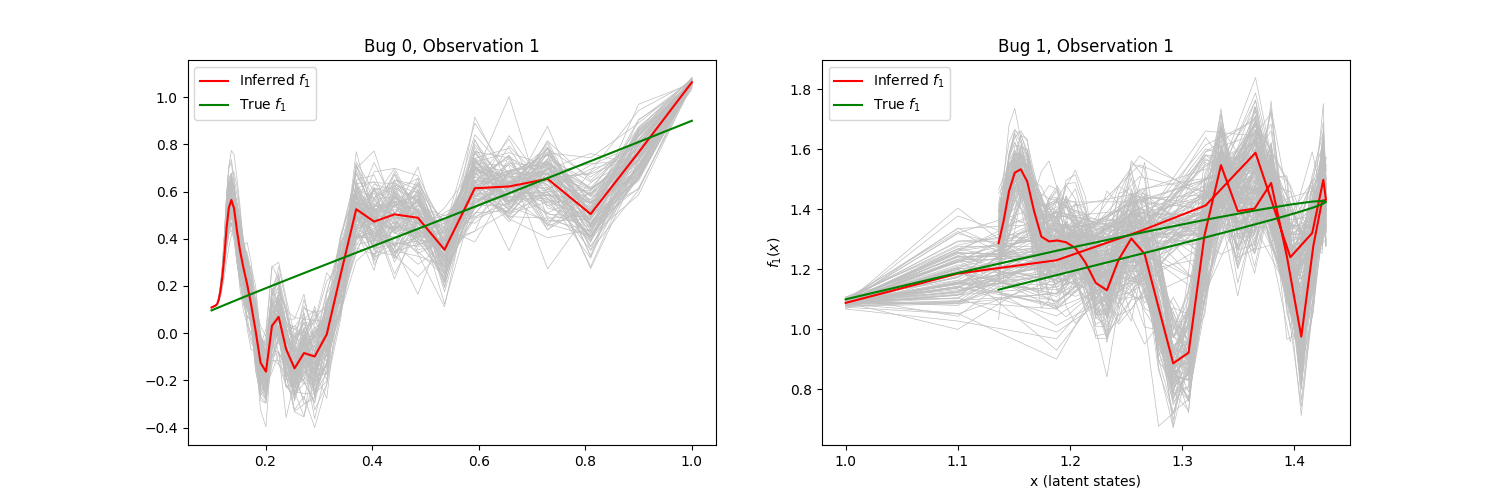 Bug 0, Observation 1
Inferred f₁
True f₁
1.0
0.8
0.6
0.4
0.2
0.0
−0.2
−0.4
0.2 0.4 0.6 0.8 1.0
Bug 1, Observation 1
Inferred f₁
True f₁
f₁(x)
1.8
1.6
1.4
1.2
1.0
0.8
1.0 1.1 1.2 1.3 1.4
x (latent states)